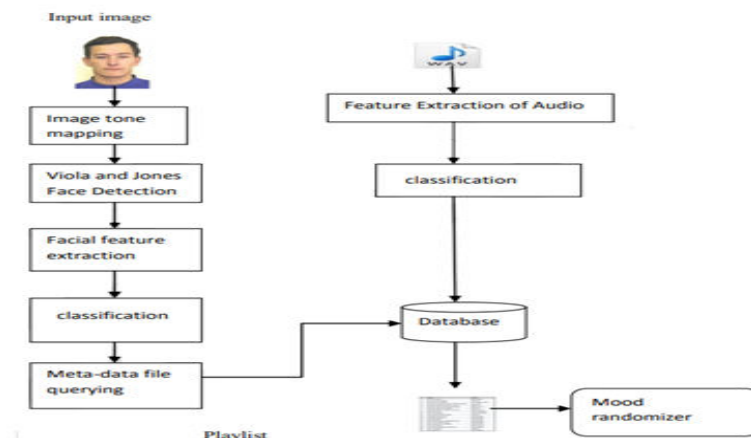 Input image
Image tone
mapping
Viola and Jones
Face Detection
Facial feature
extraction
classification
Meta-data file
querying
WAV
Feature Extraction of Audio
classification
Database
Mood
randomizer
Playlist